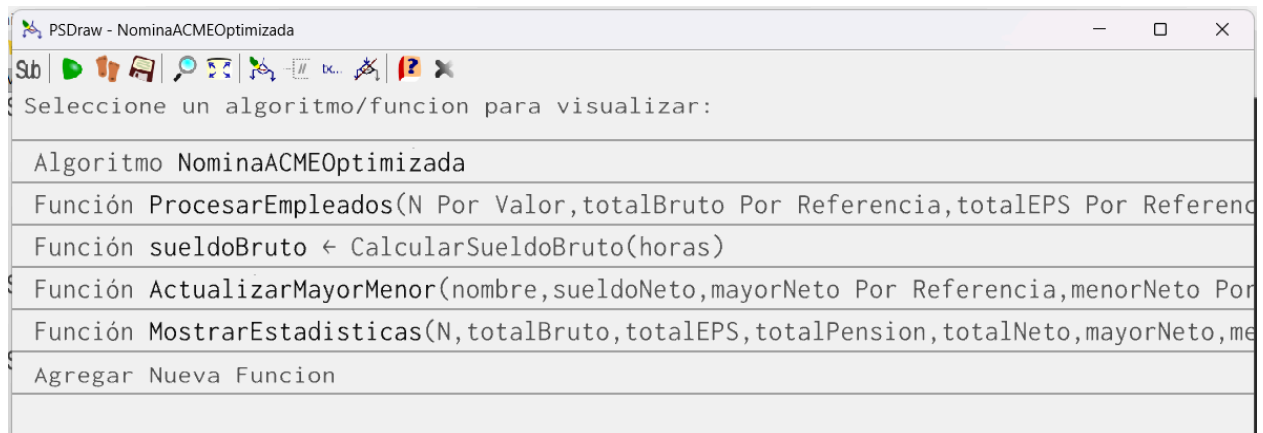 PSDraw - NominaACMEOptimizada
Sub
Seleccione un algoritmo/funcion para visualizar:
Algoritmo NominaACMEOptimizada
Función ProcesarEmpleados(N Por Valor,totalBruto Por Referencia,totalEPS Por Referenc
Función sueldoBruto ← CalcularSueldoBruto(horas)
Función ActualizarMayorMenor(nombre,sueldoNeto,mayorNeto Por Referencia,menorNeto Por
Función MostrarEstadisticas(N,totalBruto,totalEPS,totalPension,totalNeto,mayorNeto,me
Agregar Nueva Funcion